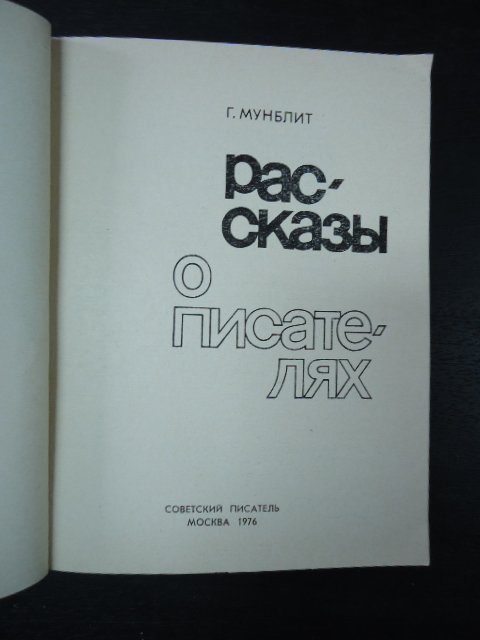 Г. МУНБЛИТ
рас-
сказы
о
писате-
лях
СОВЕТСКИЙ ПИСАТЕЛЬ
МОСКВА 1976